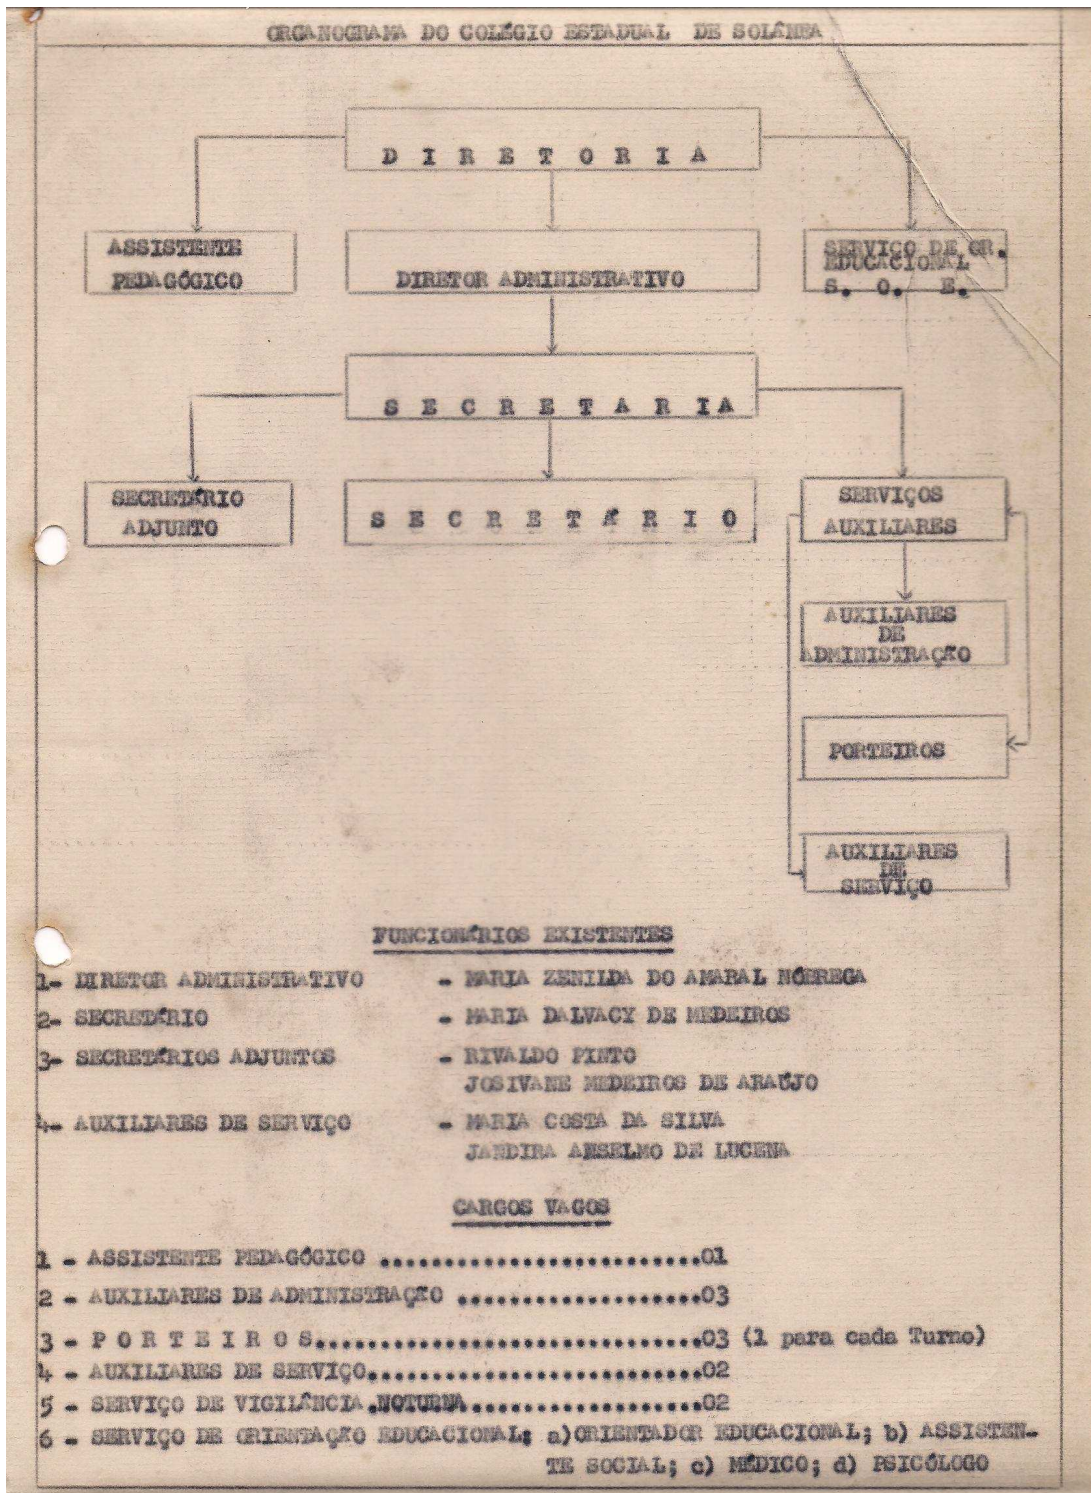 ORGANOGRAMA DO COLÉGIO ESTADUAL DE SOLÂNEA
D I R E T O R I A
ASSISTENTE
PEDAGÓGICO
DIRETOR ADMINISTRATIVO
SERVIÇO DE OR.
EDUCACIONAL
S. O. E.
S E C R E T A R IA
SECRETÁRIO
ADJUNTO
S E C R E T Á R I O
SERVIÇOS
AUXILIARES
AUXILIARES
DE
ADMINISTRAÇÃO
PORTEIROS
AUXILIARES
DE
SERVIÇO
FUNCIONÁRIOS EXISTENTES
1- DIRETOR ADMINISTRATIVO - MARIA ZENILDA DO AMARAL NÓBREGA
2- SECRETÁRIO - MARIA DALVACY DE MEDEIROS
3- SECRETÁRIOS ADJUNTOS - RIVALDO PINTO
JOSIVANE MEDEIROS DE ARAÚJO
4- AUXILIARES DE SERVIÇO - MARIA COSTA DA SILVA
JANDIRA ANSELMO DE LUCENA
CARGOS VAGOS
1 - ASSISTENTE PEDAGÓGICO .........................01
2 - AUXILIARES DE ADMINISTRAÇÃO ...................03
3 - P O R T E I R O S..............................03 (1 para cada Turno)
4 - AUXILIARES DE SERVIÇO..........................02
5 - SERVIÇO DE VIGILÂNCIA.NOTURNA..................02
6 - SERVIÇO DE ORIENTAÇÃO EDUCACIONAL: a)ORIENTADOR EDUCACIONAL; b) ASSISTEN-
TE SOCIAL; c) MÉDICO; d) PSICÓLOGO